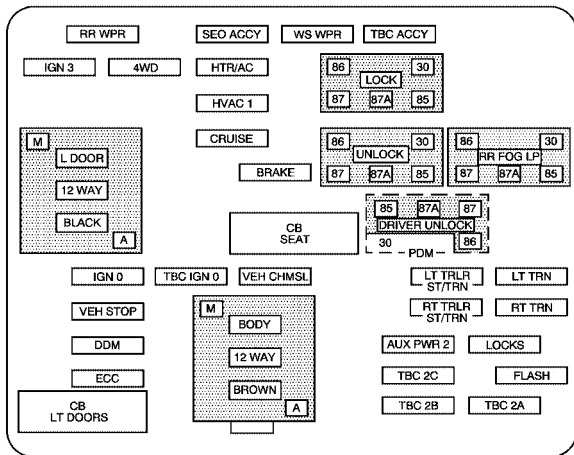 RR WPR SEO ACCY WS WPR TBC ACCY
IGN 3 4WD HTR/AC
86 30
LOCK
87 87A 85
HVAC 1
CRUISE
M
L DOOR
12 WAY
BLACK
A
86 30
UNLOCK
87 87A 85
86 30
RR FOG LP
87 87A 85
BRAKE
CB
SEAT
85 87A 87
DRIVER UNLOCK
30 86
PDM
IGN 0 TBC IGN 0 VEH CHMSL
LT TRLR
ST/TRN
LT TRN
VEH STOP
RT TRLR
ST/TRN
RT TRN
M
BODY
12 WAY
BROWN
A
DDM
AUX PWR 2 LOCKS
ECC
TBC 2C FLASH
CB
LT DOORS
TBC 2B TBC 2A